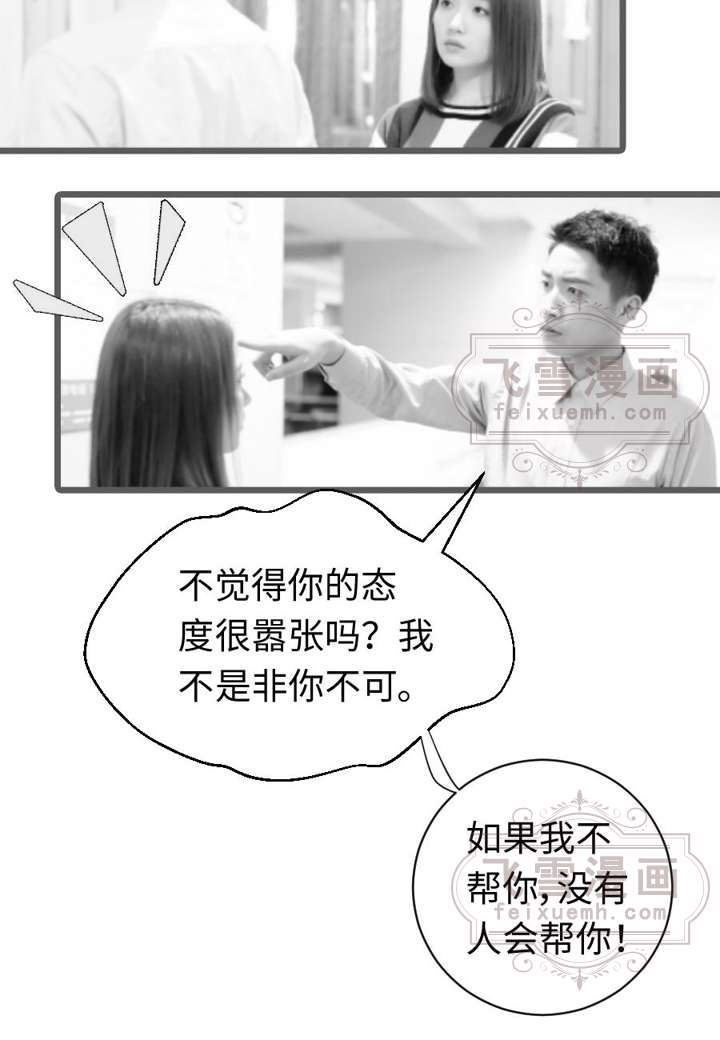 飞雪漫画
feixuemh.com
不觉得你的态
度很嚣张吗？我
不是非你不可。
如果我不
帮你，没有
人会帮你！
飞雪漫画
feixuemh.com